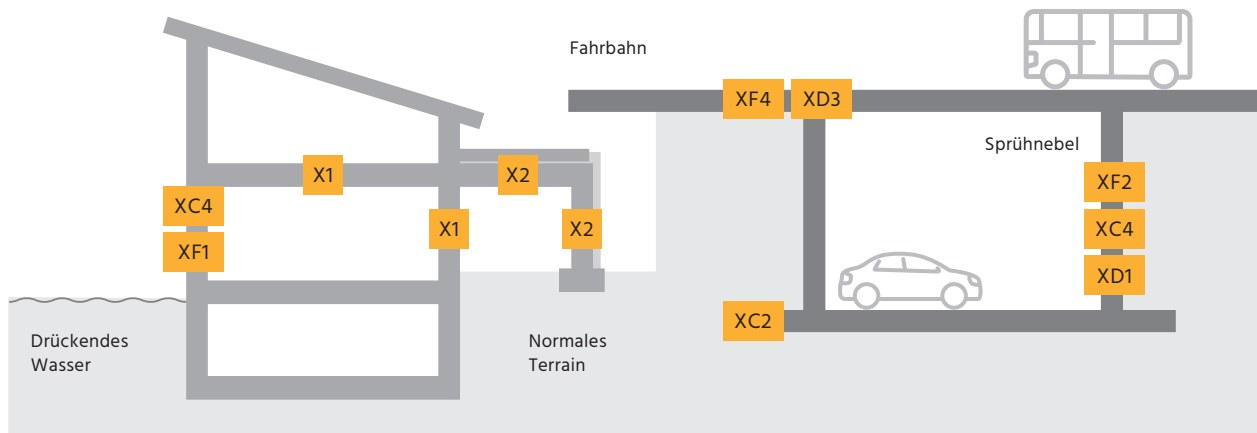 Fahrbahn
XF4
XD3
Sprühnebel
X1
X2
XC4
XF1
X1
X2
XF2
XC4
XD1
XC2
Drückendes
Wasser
Normales
Terrain